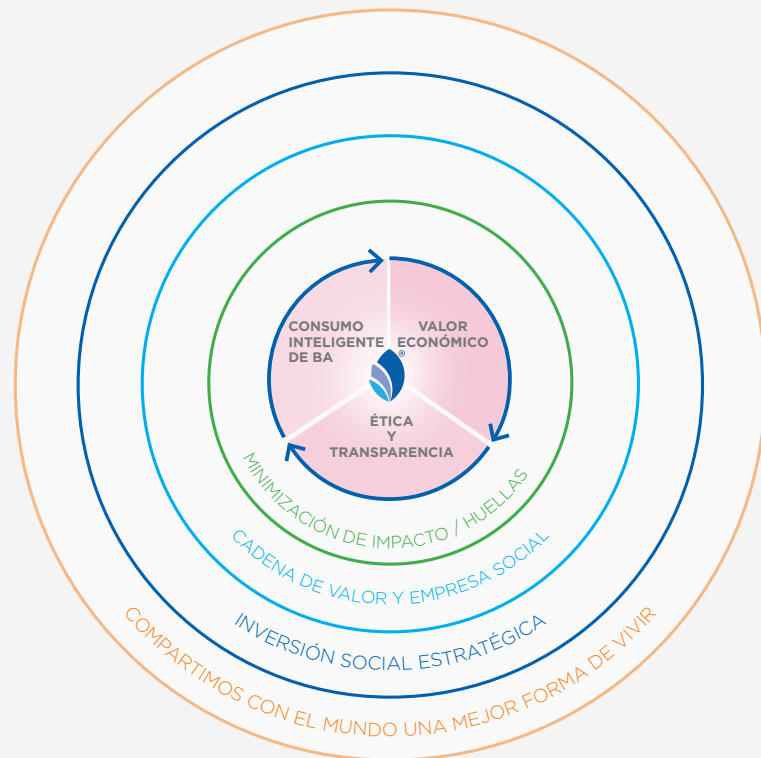 CONSUMO
INTELIGENTE
DE BA
VALOR
ECONÓMICO
®
ÉTICA
Y
TRANSPARENCIA
MINIMIZACIÓN DE IMPACTO / HUELLAS
CADENA DE VALOR Y EMPRESA SOCIAL
INVERSIÓN SOCIAL ESTRATÉGICA
COMPARTIMOS CON EL MUNDO UNA MEJOR FORMA DE VIVIR